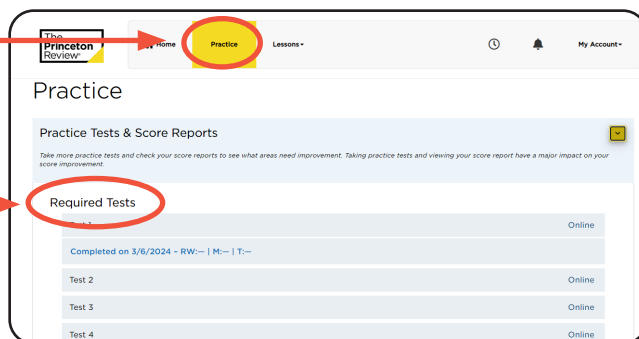 The
Princeton
Review®
Home
Practice
Lessons
My Account
Practice
Practice Tests & Score Reports
Take more practice tests and check your score reports to see what areas need improvement. Taking practice tests and viewing your score report have a major impact on your
score improvement.
Required Tests
Test 1 Online
Completed on 3/6/2024 - RW:— | M:— | T:—
Test 2 Online
Test 3 Online
Test 4 Online